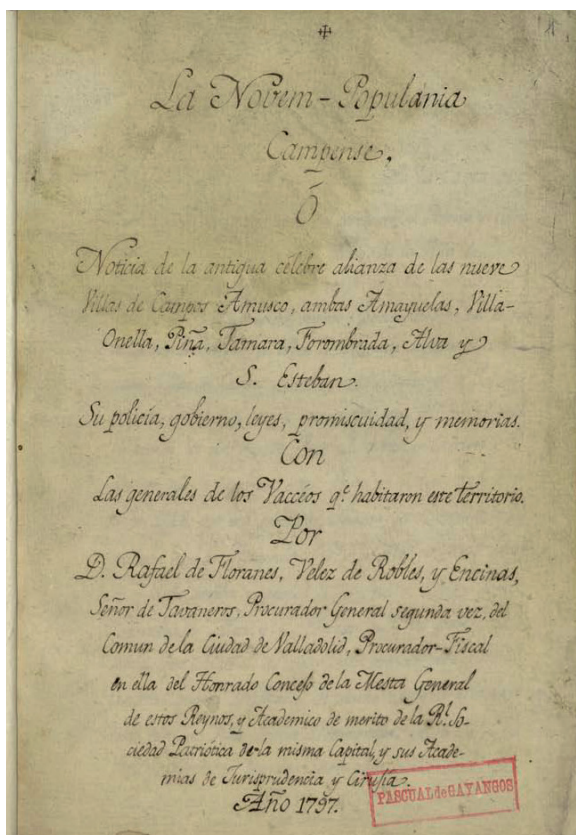 La Novem-Populania
Campense,
Ó
Noticia de la antigua célebre alianza de las nueve
Villas de Campos Amusco, ambas Amayuelas, Villa-
Onella, Piña, Tamara, Forombrada, Alva y
S. Esteban.
Su policía, gobierno, leyes, promiscuidad, y memorias.
Con
Las generales de los Vaccéos q.e habitaron este territorio.
Por
D. Rafael de Floranes, Velez de Robles, y Encinas,
Señor de Tavaneros, Procurador General segunda vez, del
Comun de la Ciudad de Valladolid, Procurador-Fiscal
en ella del Honrado Concejo de la Mesta General
de estos Reynos, y Academico de merito de la R.l So-
ciedad Patriótica de la misma Capital, y sus Acade-
mias de Jurisprudencia y Cirujía.
Año 1797.
PASCUAL de GAYANGOS